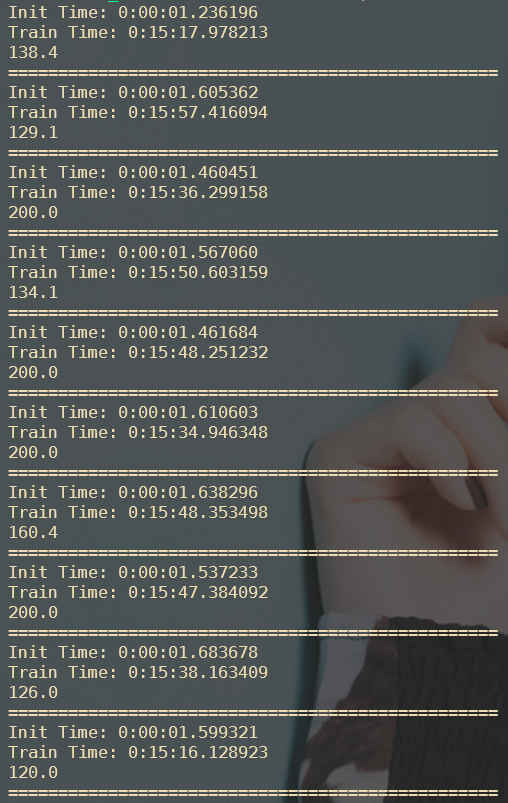 Init Time: 0:00:01.236196
Train Time: 0:15:17.978213
138.4
=================================================
Init Time: 0:00:01.605362
Train Time: 0:15:57.416094
129.1
=================================================
Init Time: 0:00:01.460451
Train Time: 0:15:36.299158
200.0
=================================================
Init Time: 0:00:01.567060
Train Time: 0:15:50.603159
134.1
=================================================
Init Time: 0:00:01.461684
Train Time: 0:15:48.251232
200.0
=================================================
Init Time: 0:00:01.610603
Train Time: 0:15:34.946348
200.0
=================================================
Init Time: 0:00:01.638296
Train Time: 0:15:48.353498
160.4
=================================================
Init Time: 0:00:01.537233
Train Time: 0:15:47.384092
200.0
=================================================
Init Time: 0:00:01.683678
Train Time: 0:15:38.163409
126.0
=================================================
Init Time: 0:00:01.599321
Train Time: 0:15:16.128923
120.0
=================================================